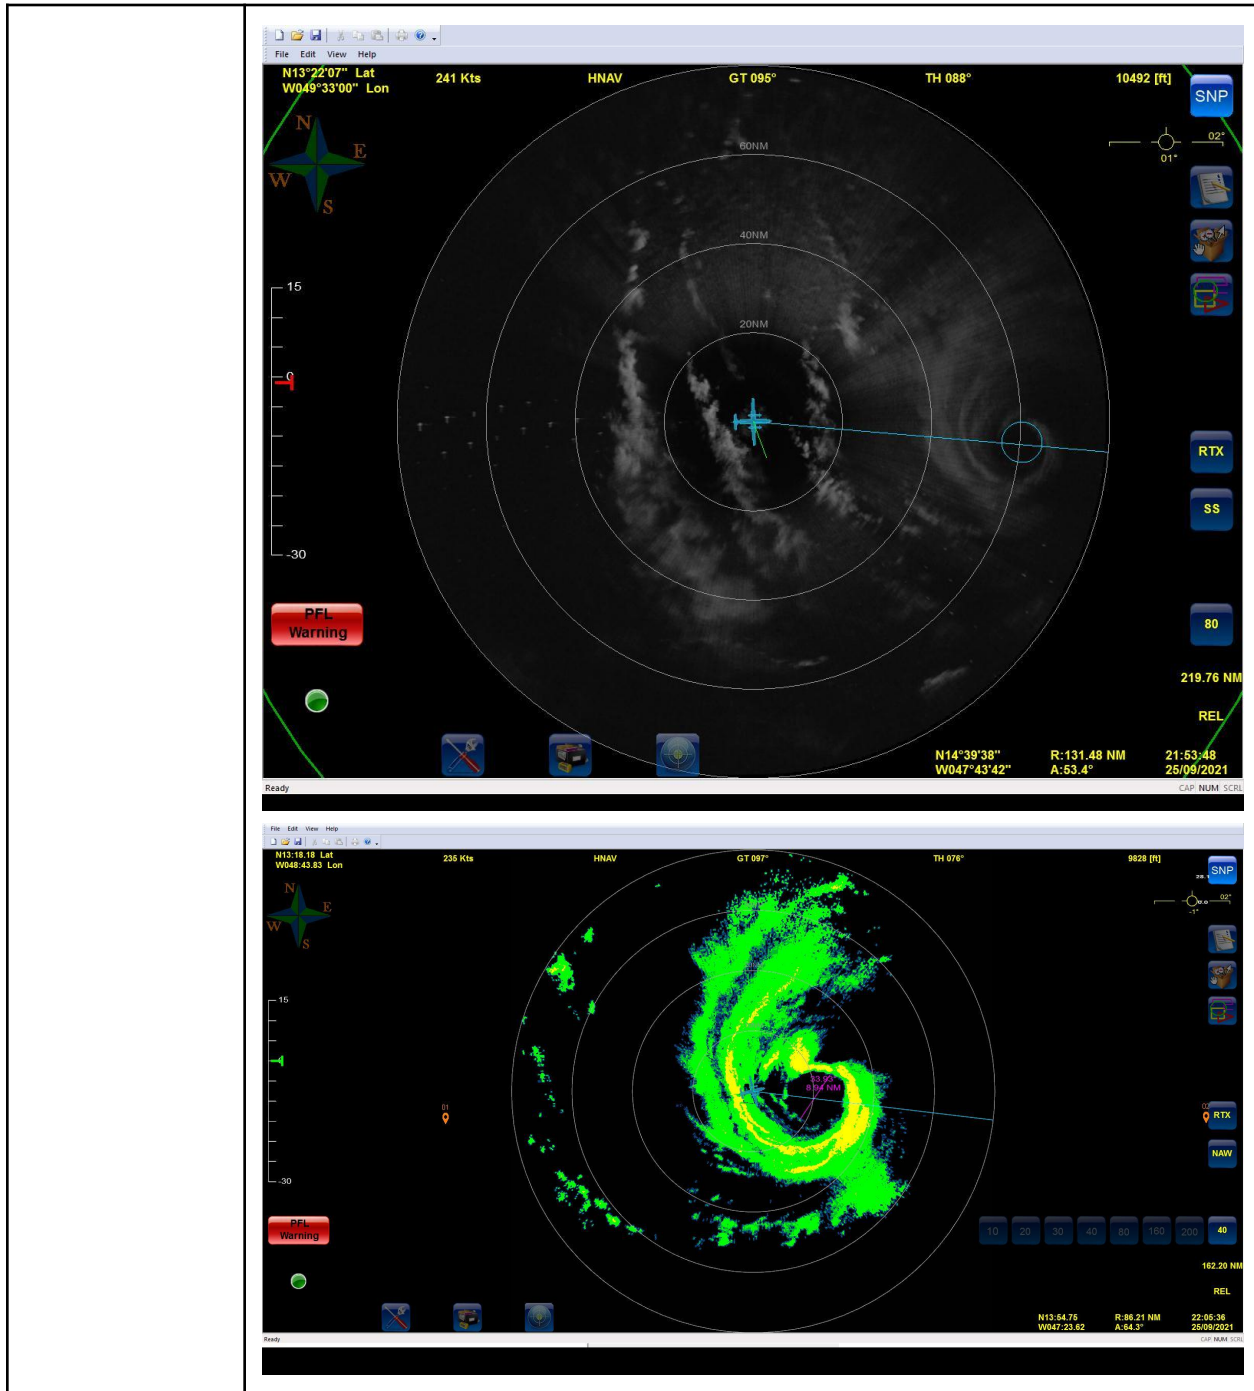 File Edit View Help
N13°22'07" Lat 241 Kts HNAV GT 095° TH 088° 10492 [ft]
W049°33'00" Lon
SNP
N
E
W
S
02°
01°
60NM
40NM
20NM
15
0
-30
RTX
SS
PFL
Warning
80
219.76 NM
REL
N14°39'38" R:131.48 NM 21:53:48
W047°43'42" A:53.4° 25/09/2021
Ready CAP NUM SCRL
File Edit View Help
N13:18.18 Lat 235 Kts HNAV GT 097° TH 076° 9828 [ft]
W048:43.83 Lon
SNP
N
E
W
S
02°
-1°
15
8.94 NM
01
RTX
NAW
-30
PFL
Warning
10 20 30 40 80 160 200 40
162.20 NM
REL
N13:54.75 R:86.21 NM 22:05:36
W047:23.62 A:64.3° 25/09/2021
Ready CAP NUM SCRL